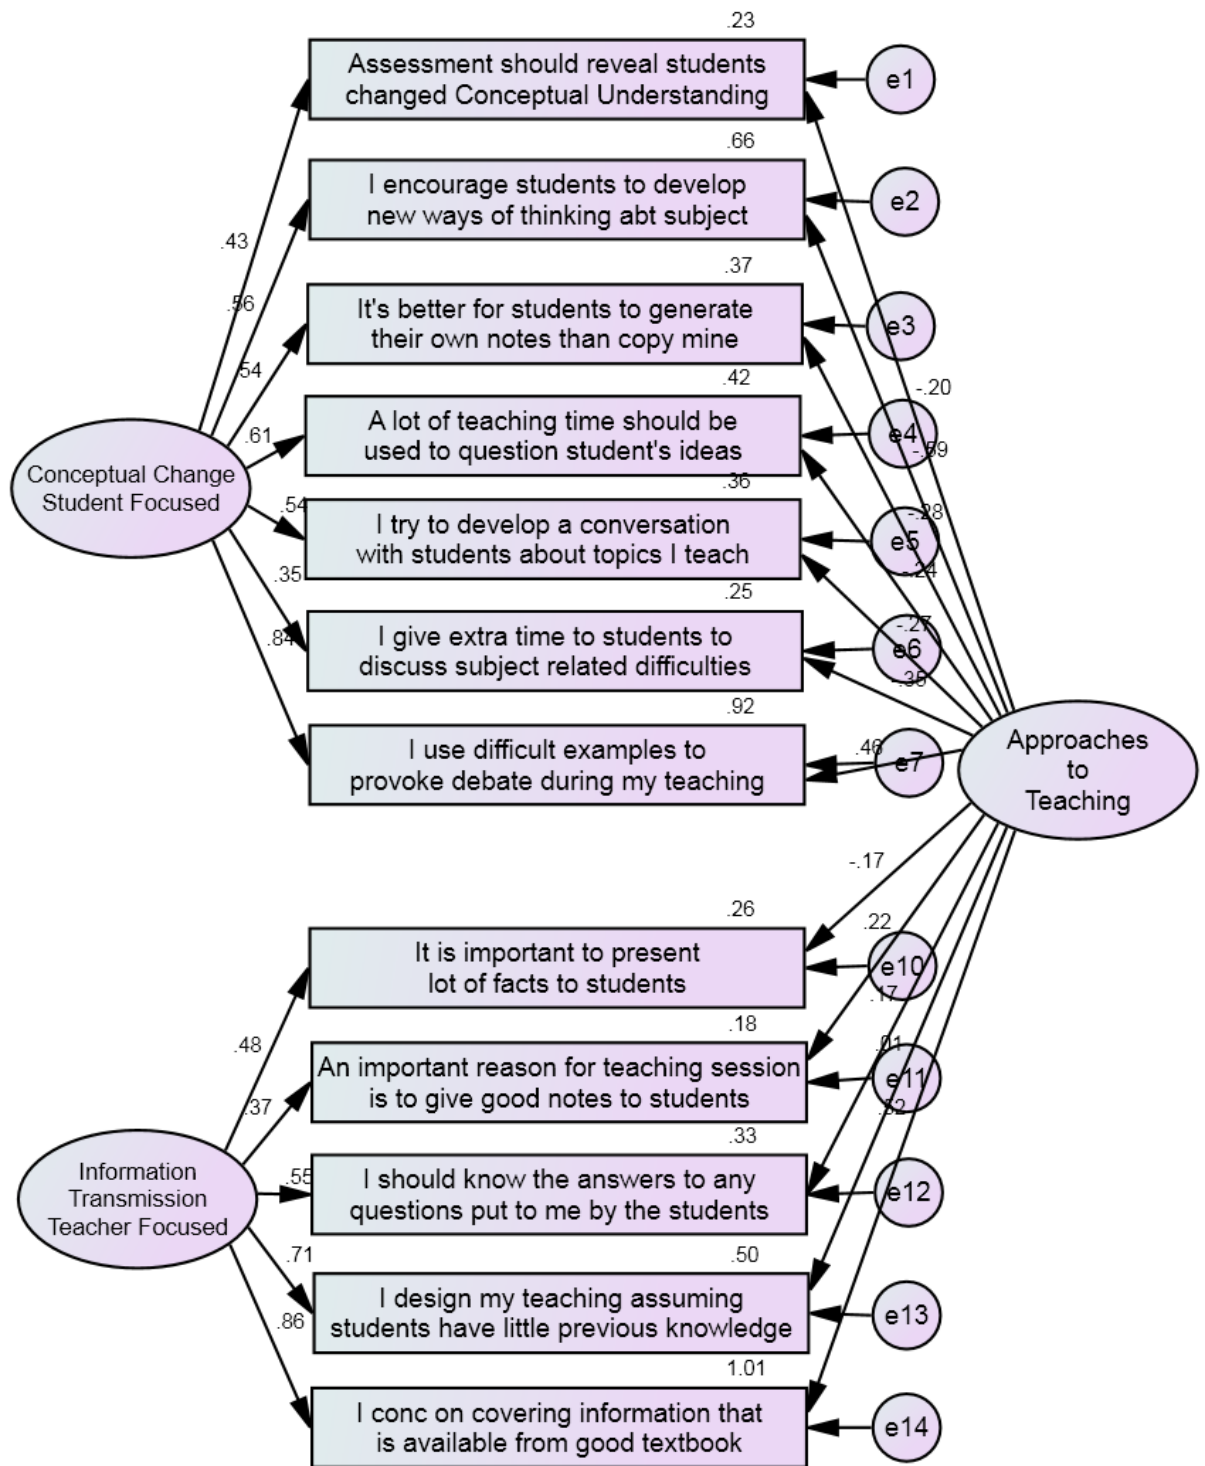 .23
Assessment should reveal students
changed Conceptual Understanding
e1
.66
I encourage students to develop
new ways of thinking abt subject
e2
.43
.37
.56
It's better for students to generate
their own notes than copy mine
e3
.54
.42
-.20
.61
A lot of teaching time should be
used to question student's ideas
e4
-.59
Conceptual Change
Student Focused
.36
.54
I try to develop a conversation
with students about topics I teach
-.28
e5
-.24
.35
.25
-.27
.84
I give extra time to students to
discuss subject related difficulties
e6
-.35
.92
I use difficult examples to
provoke debate during my teaching
.46
e7
Approaches
to
Teaching
-.17
.26
.22
It is important to present
lot of facts to students
e10
.17
.48
.18
.01
.37
An important reason for teaching session
is to give good notes to students
e11
.52
.33
Information
Transmission
Teacher Focused
.55
I should know the answers to any
questions put to me by the students
e12
.71
.50
I design my teaching assuming
students have little previous knowledge
e13
.86
1.01
I conc on covering information that
is available from good textbook
e14